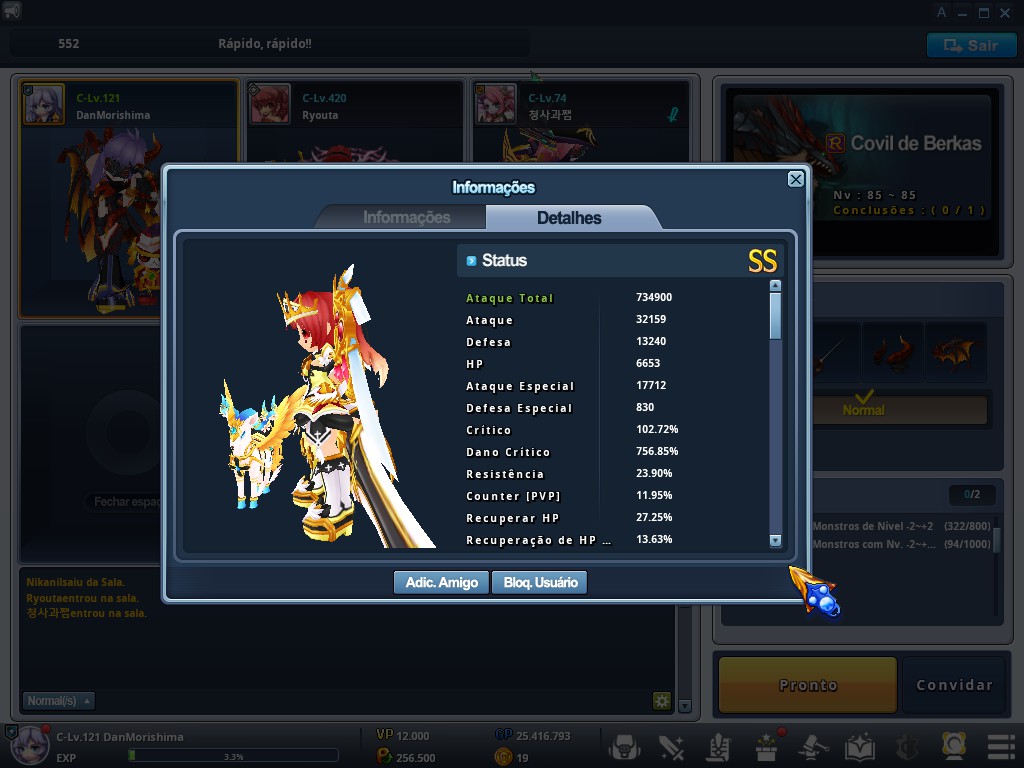 A
552 Rápido, rápido!!
Sair
C-Lv.121
DanMorishima
C-Lv.420
Ryouta
C-Lv.74
청사과쨈
R Covil de Berkas
Nv : 85 ~ 85
Conclusões : ( 0 / 1 )
Informações
Informações
Detalhes
Status
SS
Ataque Total 734900
Ataque 32159
Defesa 13240
HP 6653
Ataque Especial 17712
Defesa Especial 830
Crítico 102.72%
Dano Crítico 756.85%
Resistência 23.90%
Counter [PVP] 11.95%
Recuperar HP 27.25%
Recuperação de HP ... 13.63%
Adic. Amigo
Bloq. Usuário
Normal
Fechar espaç
0/2
Monstros de Nível -2~+2 (322/800)
Monstros com Nv. -2~+... (94/1000)
Nikanilsaiu da Sala.
Ryoutaentrou na sala.
청사과쨈entrou na sala.
Normal(/s)
Pronto
Convidar
C-Lv.121 DanMorishima
EXP 3.3%
VP 12.000
GP 25.416.793
256.500
19